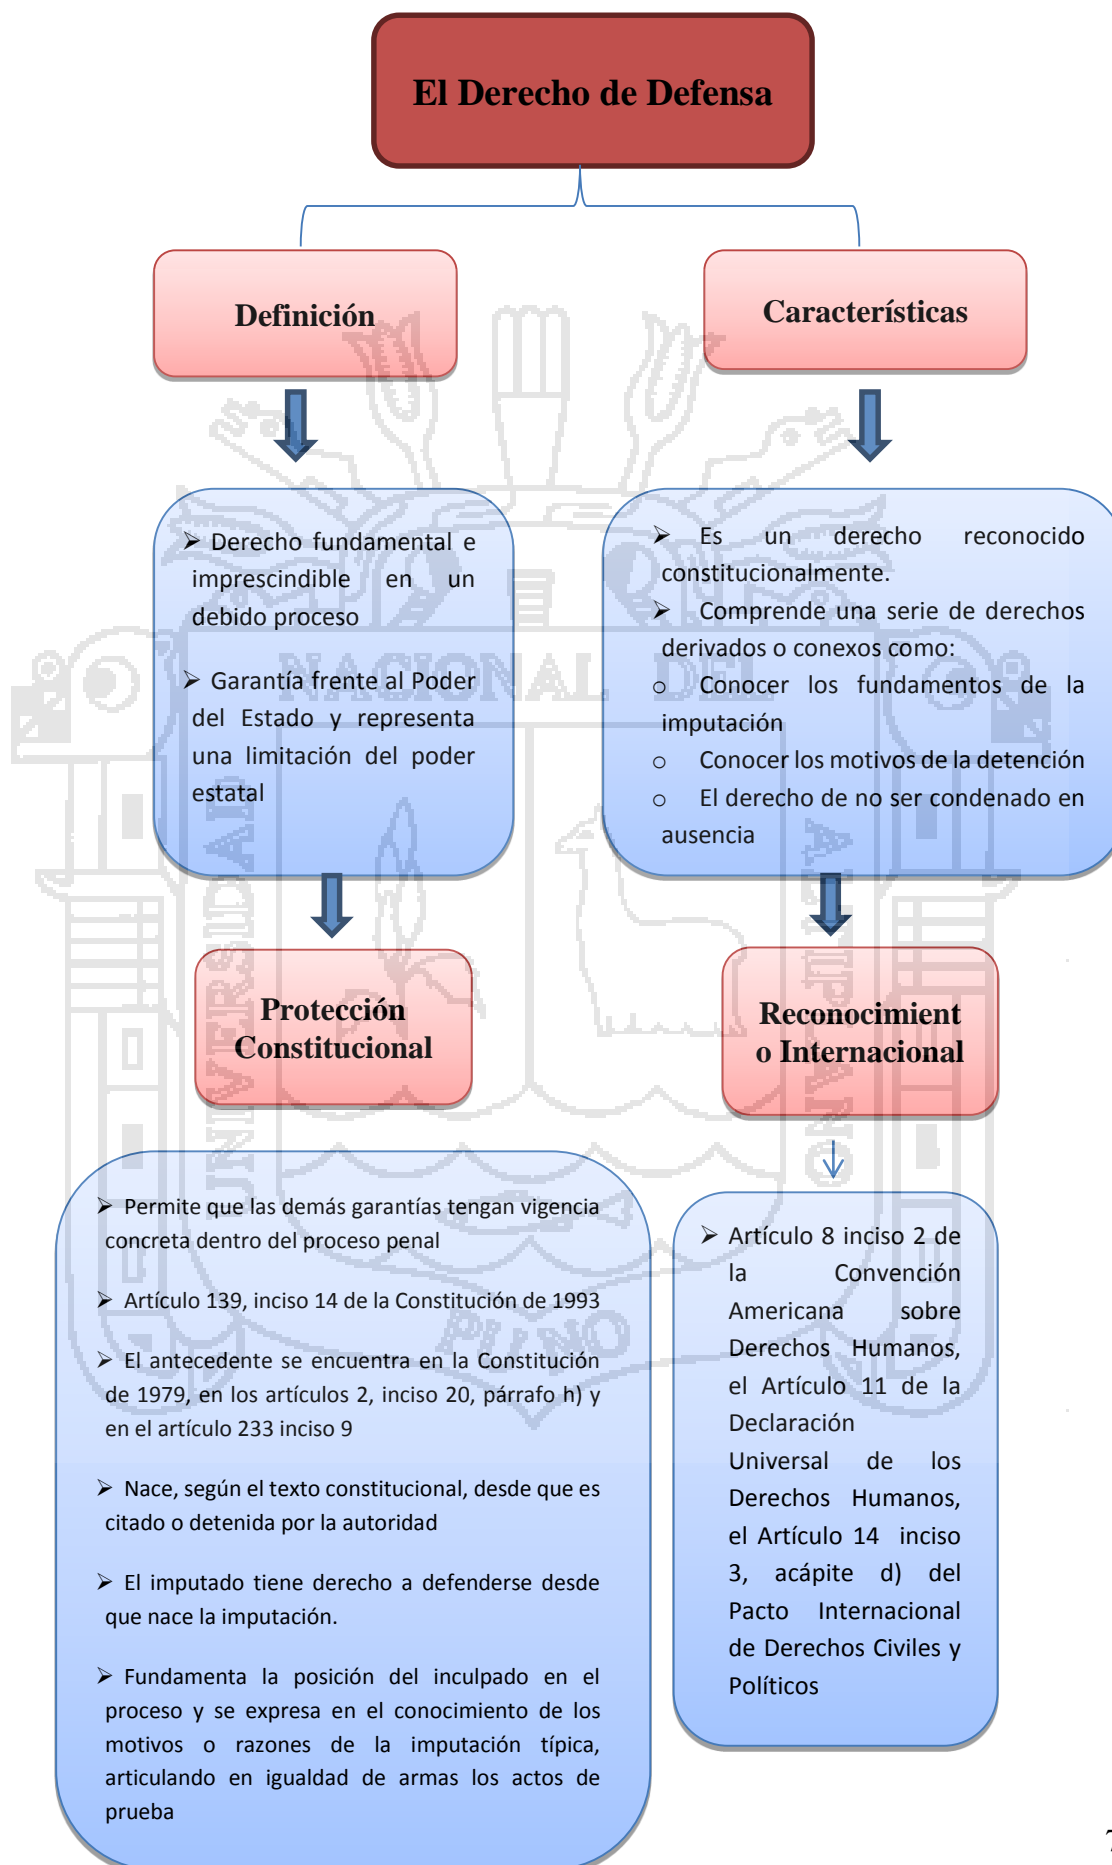 El Derecho de Defensa
Definición
Características
➢ Derecho fundamental e
imprescindible en un
debido proceso
➢ Garantía frente al Poder
del Estado y representa
una limitación del poder
estatal
➢ Es un derecho reconocido
constitucionalmente.
➢ Comprende una serie de derechos
derivados o conexos como:
o Conocer los fundamentos de la
imputación
o Conocer los motivos de la detención
o El derecho de no ser condenado en
ausencia
Protección
Constitucional
Reconocimient
o Internacional
➢ Permite que las demás garantías tengan vigencia
concreta dentro del proceso penal
➢ Artículo 139, inciso 14 de la Constitución de 1993
➢ El antecedente se encuentra en la Constitución
de 1979, en los artículos 2, inciso 20, párrafo h) y
en el artículo 233 inciso 9
➢ Nace, según el texto constitucional, desde que es
citado o detenida por la autoridad
➢ El imputado tiene derecho a defenderse desde
que nace la imputación.
➢ Fundamenta la posición del inculpado en el
proceso y se expresa en el conocimiento de los
motivos o razones de la imputación típica,
articulando en igualdad de armas los actos de
prueba
➢ Artículo 8 inciso 2 de
la Convención
Americana sobre
Derechos Humanos,
el Artículo 11 de la
Declaración
Universal de los
Derechos Humanos,
el Artículo 14 inciso
3, acápite d) del
Pacto Internacional
de Derechos Civiles y
Políticos
UNIVERSIDAD
NACIONAL DEL
ALTIPLANO
PUNO
7